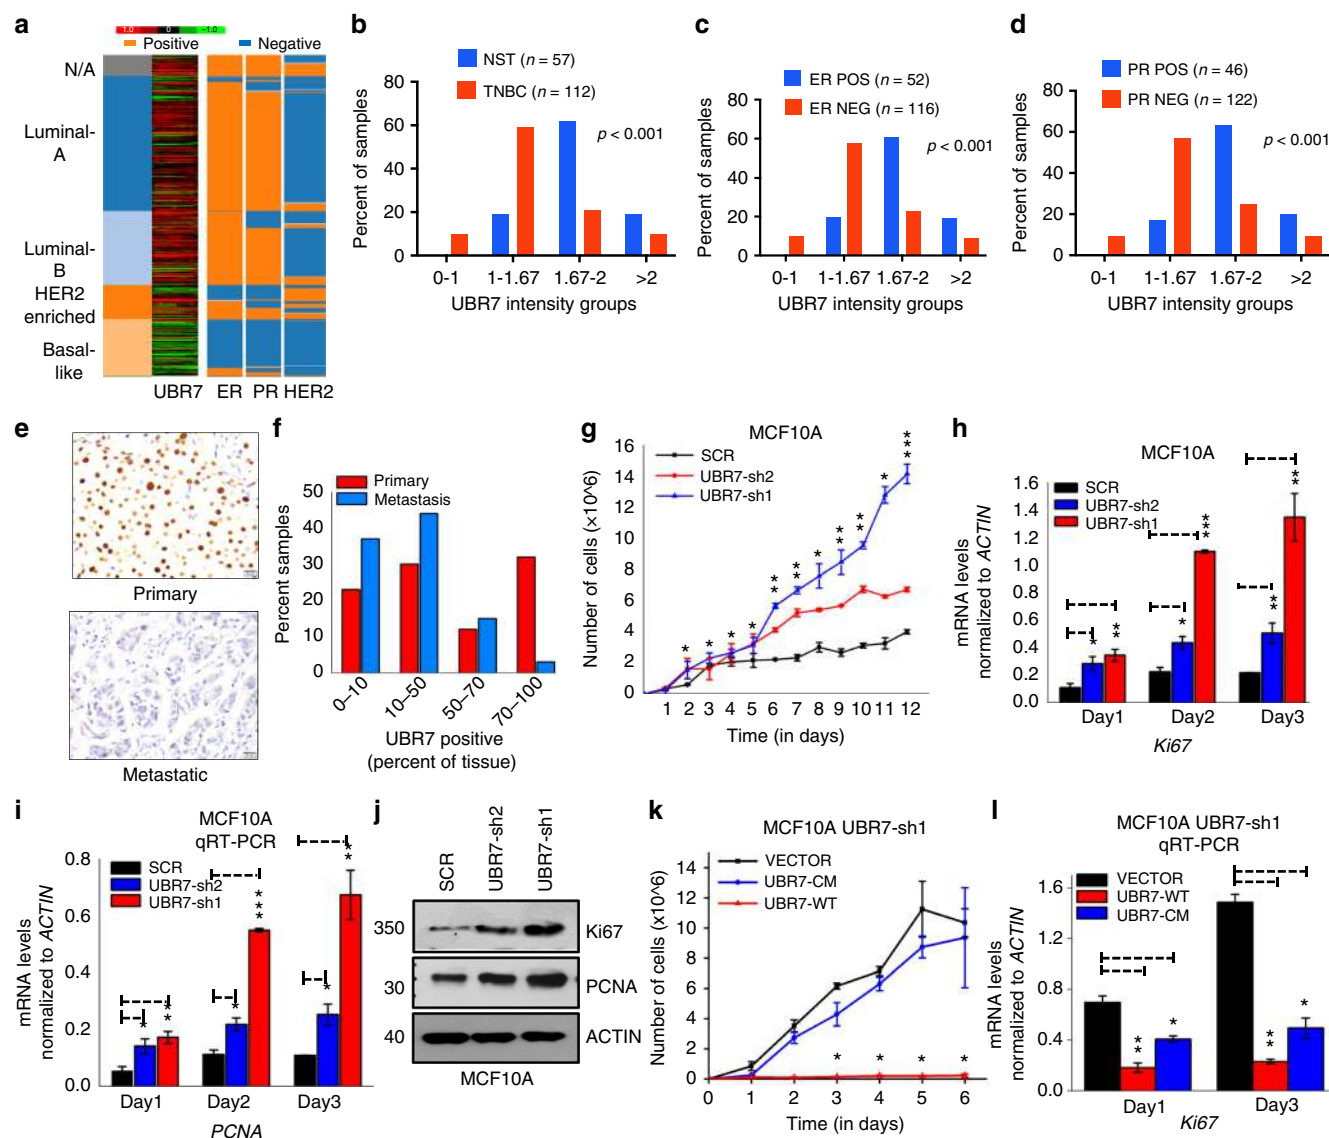 a
1.0 0 −1.0
Positive Negative
N/A
Luminal-
A
Luminal-
B
HER2
enriched
Basal-
like
UBR7 ER PR HER2
b
NST (n = 57)
TNBC (n = 112)
p < 0.001
Percent of samples
80
60
40
20
0
0-1 1-1.67 1.67-2 >2
UBR7 intensity groups
c
ER POS (n = 52)
ER NEG (n = 116)
p < 0.001
Percent of samples
80
60
40
20
0
0-1 1-1.67 1.67-2 >2
UBR7 intensity groups
d
PR POS (n = 46)
PR NEG (n = 122)
p < 0.001
Percent of samples
80
60
40
20
0
0-1 1-1.67 1.67-2 >2
UBR7 intensity groups
e
Primary
Metastatic
f
Primary
Metastasis
Percent samples
50
40
30
20
10
0
0–10 10–50 50–70 70–100
UBR7 positive
(percent of tissue)
g
MCF10A
SCR
UBR7-sh2
UBR7-sh1
Number of cells (×10^6)
16
14
12
10
8
6
4
2
0
* * * * ** ** * ** ** * ***
1 2 3 4 5 6 7 8 9 10 11 12
Time (in days)
h
MCF10A
SCR
UBR7-sh2
UBR7-sh1
mRNA levels
normalized to ACTIN
1.6
1.4
1.2
1.0
0.8
0.6
0.4
0.2
0.0
* ** * *** ** **
Day1 Day2 Day3
Ki67
i
MCF10A
qRT-PCR
SCR
UBR7-sh2
UBR7-sh1
mRNA levels
normalized to ACTIN
0.8
0.6
0.4
0.2
0.0
* ** * *** * **
Day1 Day2 Day3
PCNA
j
SCR UBR7-sh2 UBR7-sh1
350 Ki67
30 PCNA
40 ACTIN
MCF10A
k
MCF10A UBR7-sh1
VECTOR
UBR7-CM
UBR7-WT
Number of cells (x10^6)
14
12
10
8
6
4
2
0
* * * *
0 1 2 3 4 5 6
Time (in days)
l
MCF10A UBR7-sh1
qRT-PCR
VECTOR
UBR7-WT
UBR7-CM
mRNA levels
normalized to ACTIN
1.6
1.2
0.8
0.4
0.0
** * ** *
Day1 Day3
Ki67